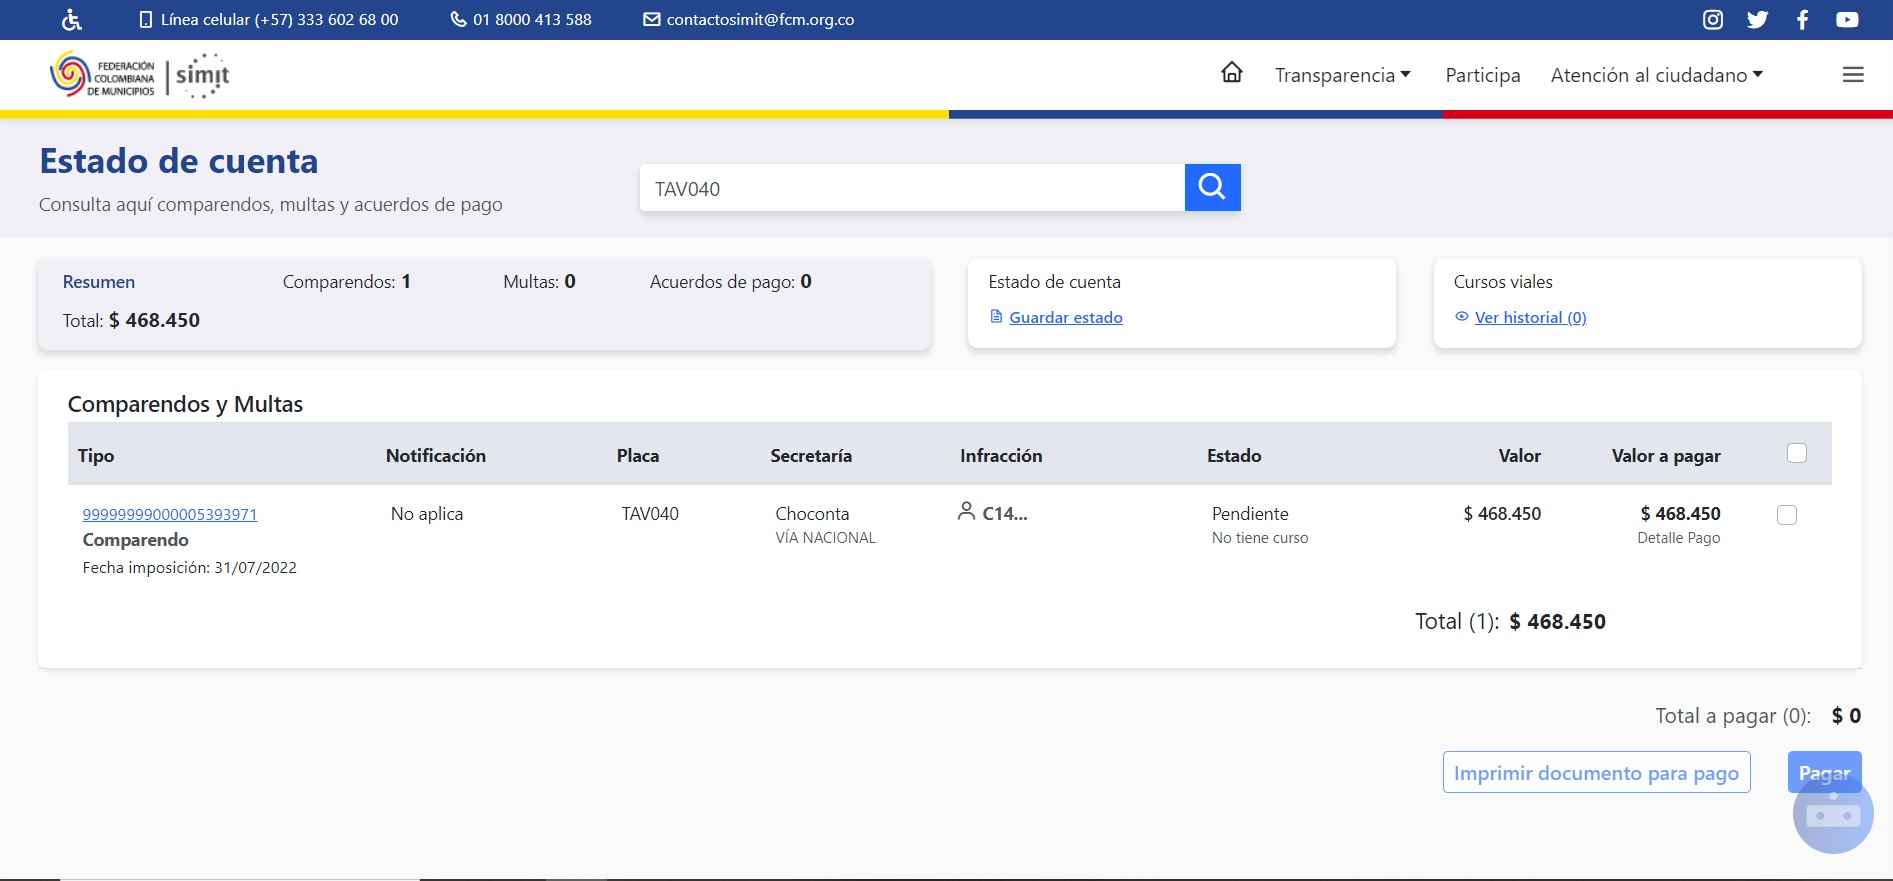 Línea celular (+57) 333 602 68 00 01 8000 413 588 contactosimit@fcm.org.co
FEDERACIÓN
COLOMBIANA
DE MUNICIPIOS
simit
Transparencia Participa Atención al ciudadano
Estado de cuenta
Consulta aquí comparendos, multas y acuerdos de pago
TAV040
Resumen Comparendos: 1 Multas: 0 Acuerdos de pago: 0
Total: $ 468.450
Estado de cuenta
Guardar estado
Cursos viales
Ver historial (0)
Comparendos y Multas
Tipo Notificación Placa Secretaría Infracción Estado Valor Valor a pagar
99999999000005393971 No aplica TAV040 Choconta C14... Pendiente $ 468.450 $ 468.450
Comparendo VÍA NACIONAL No tiene curso Detalle Pago
Fecha imposición: 31/07/2022
Total (1): $ 468.450
Total a pagar (0): $ 0
Imprimir documento para pago Pagar